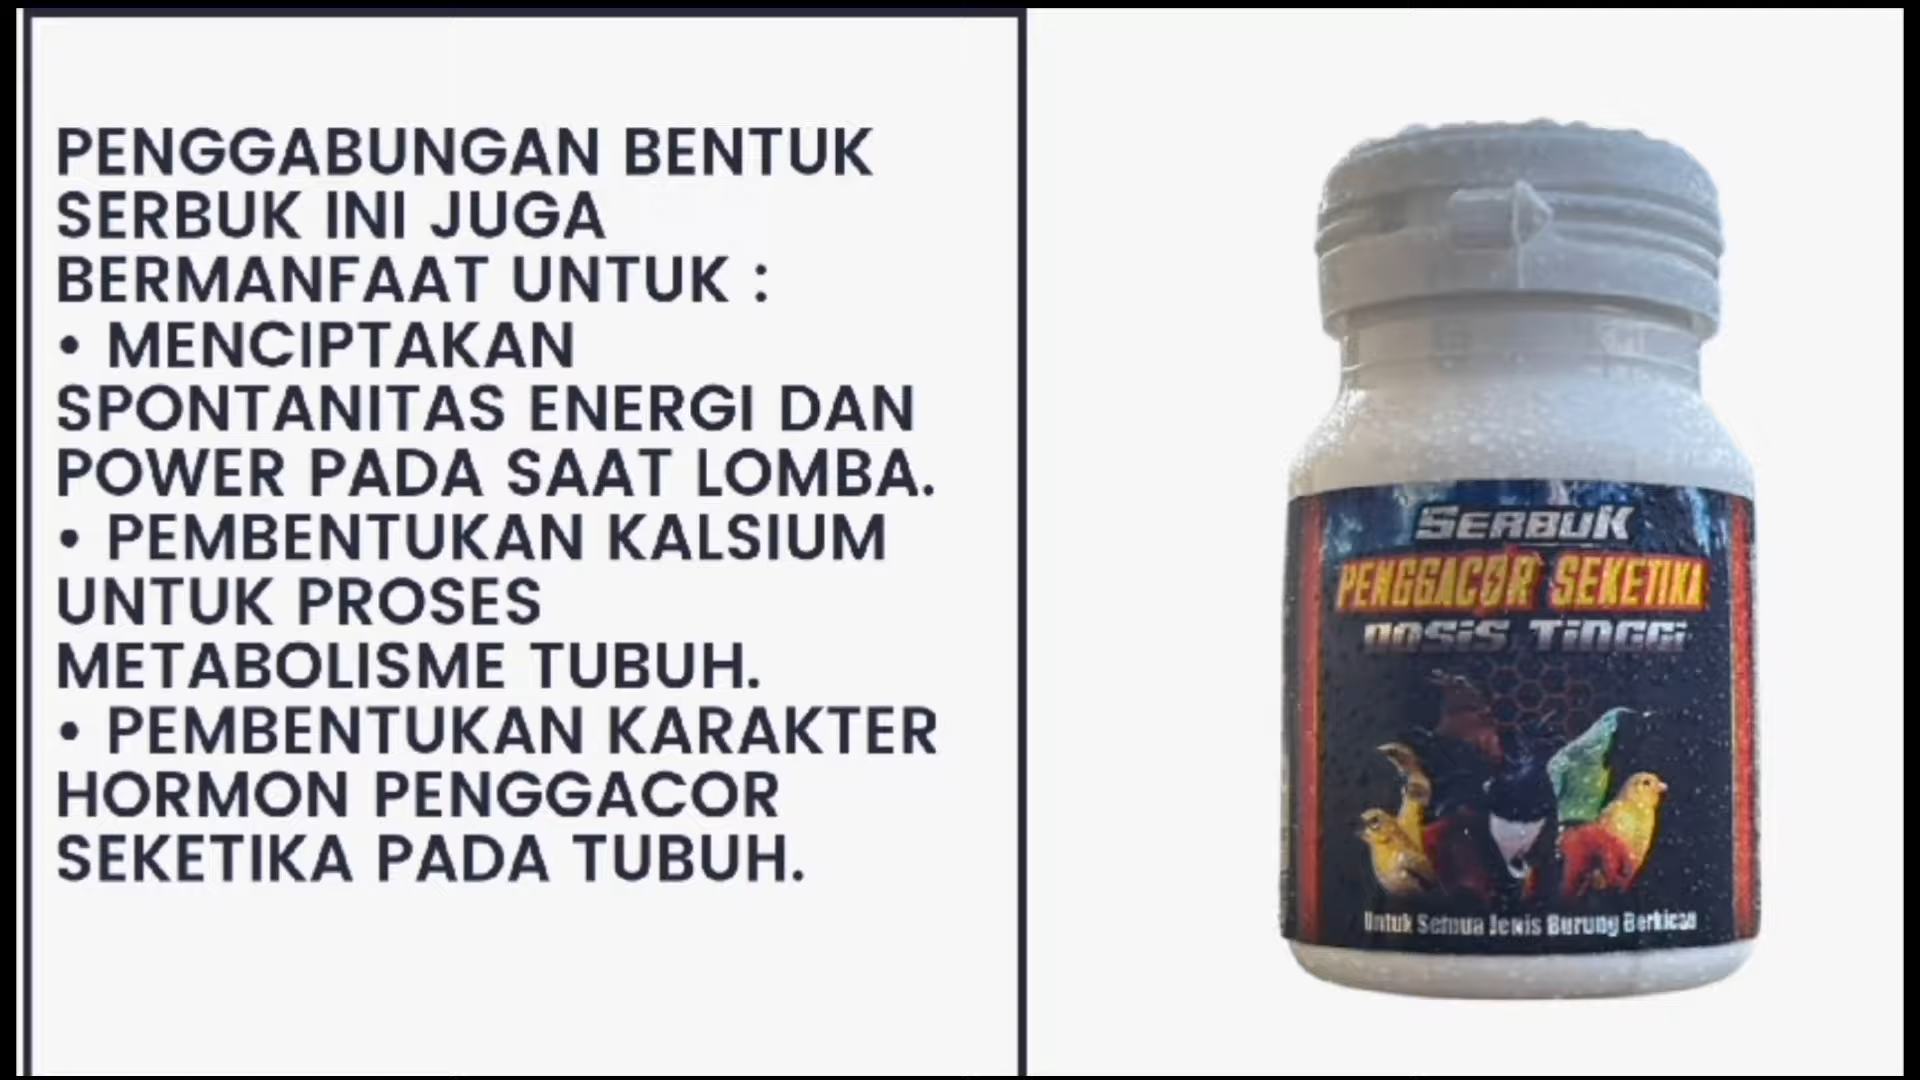 PENGGABUNGAN BENTUK
SERBUK INI JUGA
BERMANFAAT UNTUK :
• MENCIPTAKAN
SPONTANITAS ENERGI DAN
POWER PADA SAAT LOMBA.
• PEMBENTUKAN KALSIUM
UNTUK PROSES
METABOLISME TUBUH.
• PEMBENTUKAN KARAKTER
HORMON PENGGACOR
SEKETIKA PADA TUBUH.
SERBUK
PENGGACOR SEKETIKA
DOSIS TINGGI
Untuk Semua Jenis Burung Berkicau